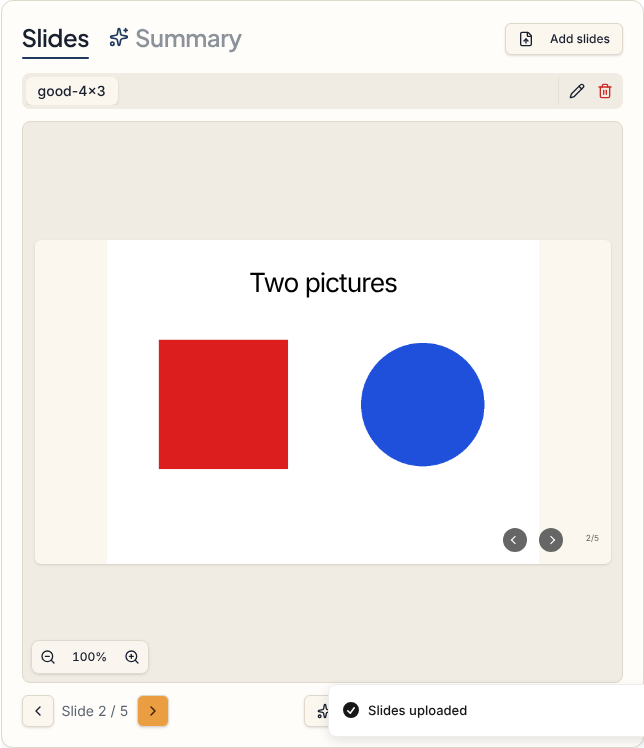 Slides
Summary
Add slides
good-4×3
Two pictures
2/5
100%
Slide 2 / 5
Slides uploaded